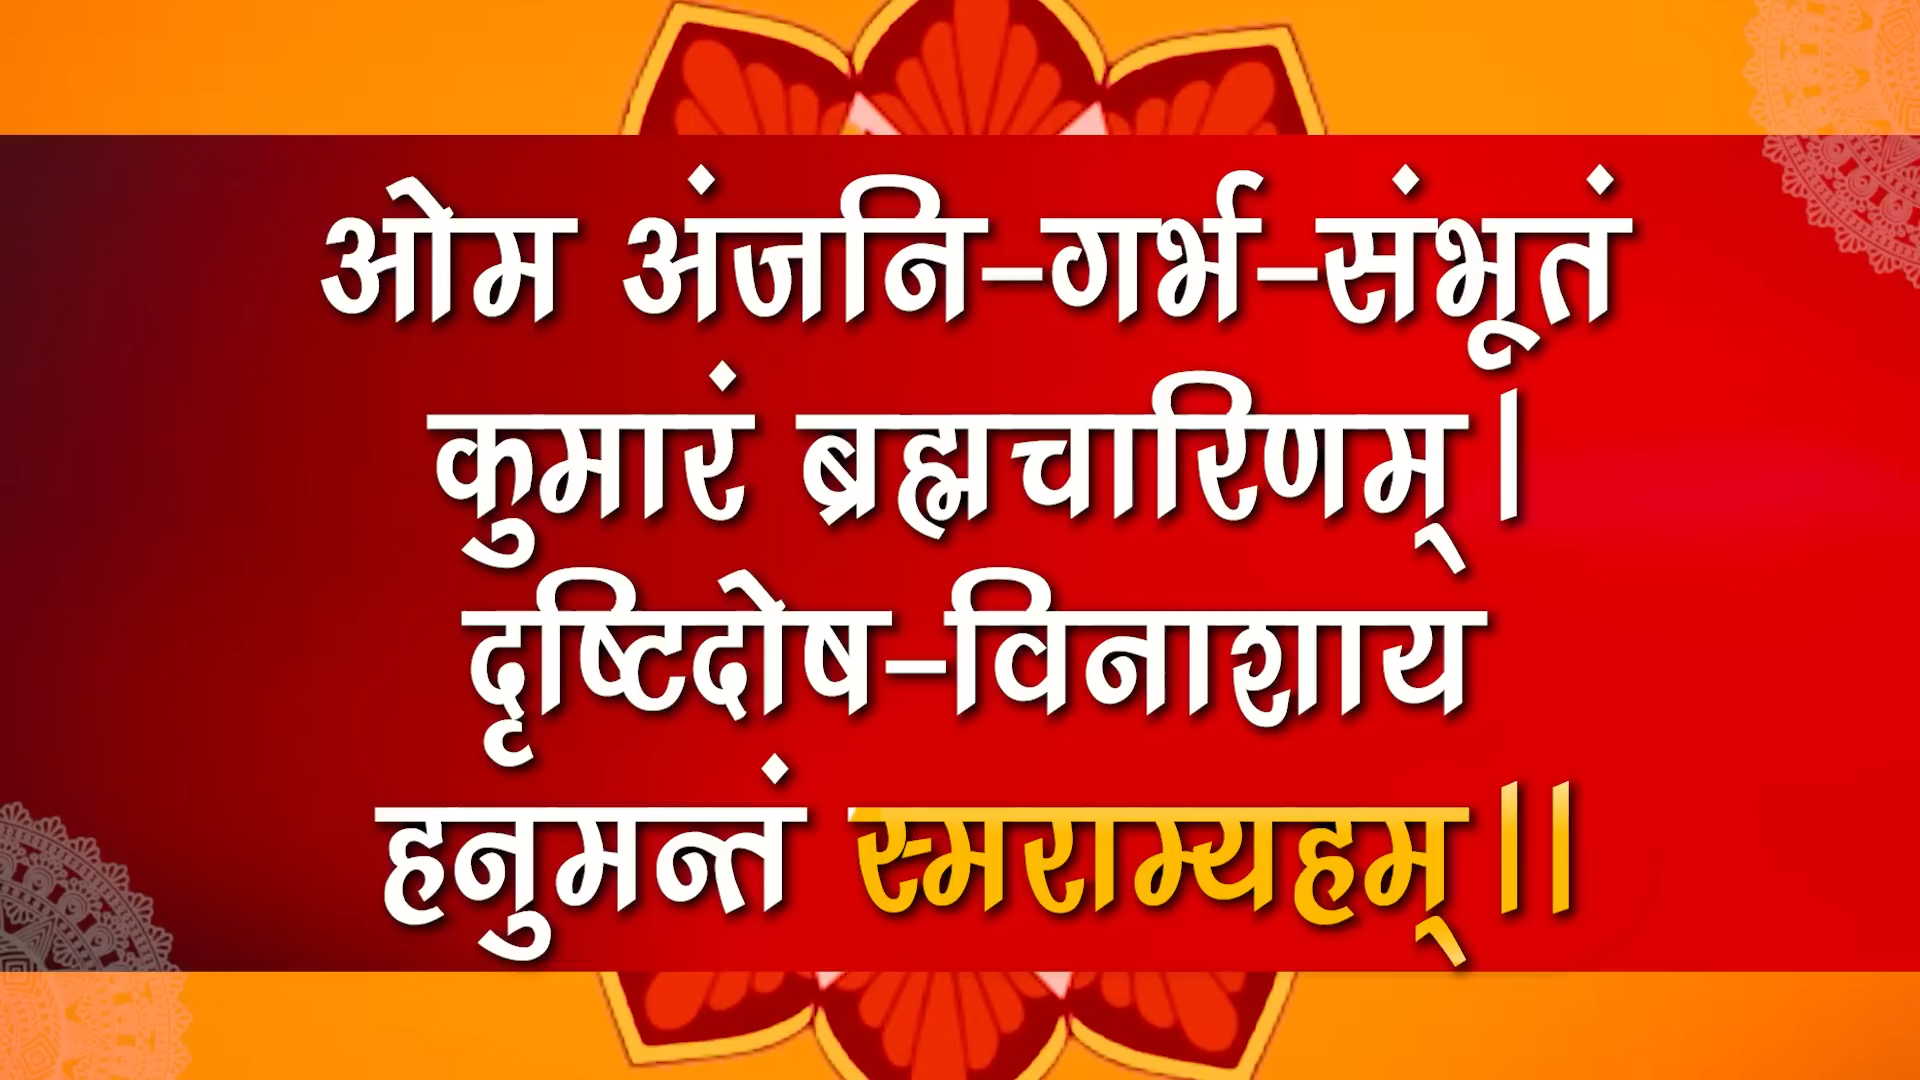 ओम अंजनि-गर्भ-संभूतं
कुमारं ब्रह्मचारिणम्।
दृष्टिदोष-विनाशाय
हनुमन्तं स्मराम्यहम्।।